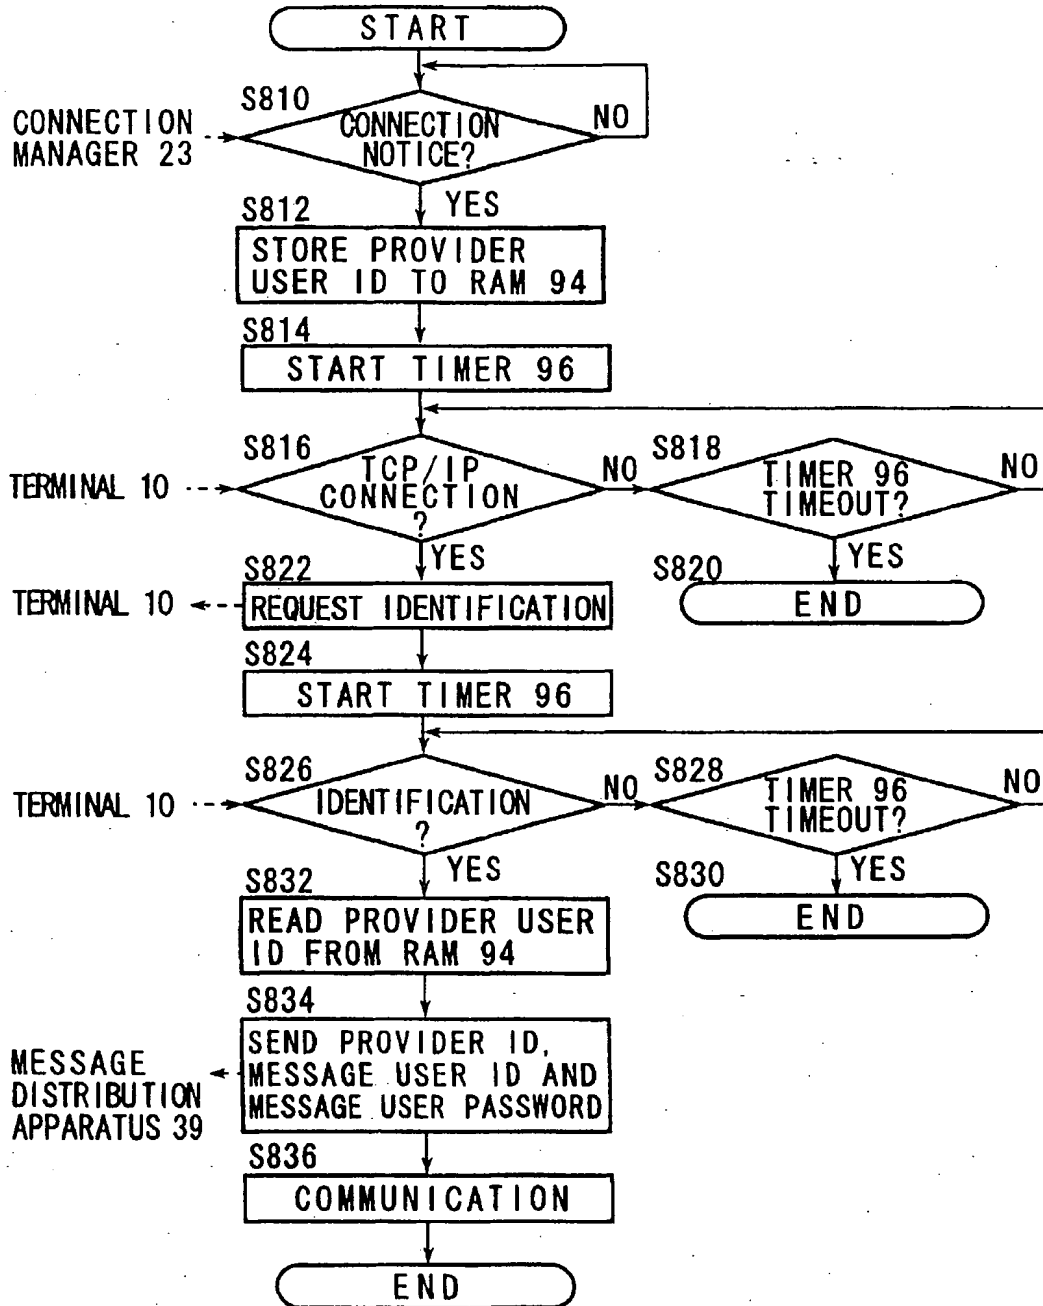 START
S810
CONNECTION
MANAGER 23
CONNECTION
NOTICE?
NO
YES
S812
STORE PROVIDER
USER ID TO RAM 94
S814
START TIMER 96
S816
TERMINAL 10
TCP/IP
CONNECTION
?
NO
S818
TIMER 96
TIMEOUT?
NO
YES
YES
S820
END
S822
TERMINAL 10
REQUEST IDENTIFICATION
S824
START TIMER 96
S826
TERMINAL 10
IDENTIFICATION
?
NO
S828
TIMER 96
TIMEOUT?
NO
YES
YES
S830
END
S832
READ PROVIDER USER
ID FROM RAM 94
S834
SEND PROVIDER ID,
MESSAGE USER ID AND
MESSAGE USER PASSWORD
MESSAGE
DISTRIBUTION
APPARATUS 39
S836
COMMUNICATION
END